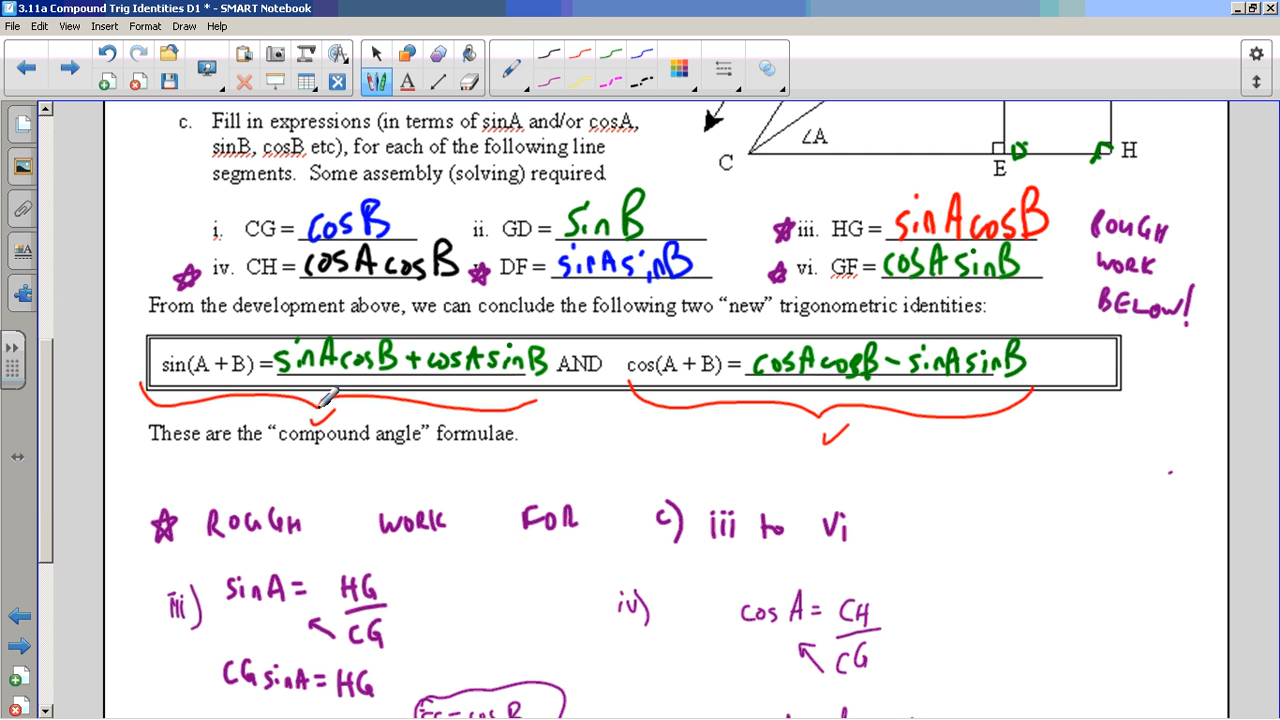 3.11a Compound Trig Identities D1 * - SMART Notebook
File Edit View Insert Format Draw Help
c. Fill in expressions (in terms of sinA and/or cosA,
sinB, cosB etc), for each of the following line
segments. Some assembly (solving) required
∠A
C
E
H
i. CG = cosB ii. GD = sinB iii. HG = sinAcosB
iv. CH = cosAcosB DF = sinAsinB vi. GF = cosAsinB
ROUGH
WORK
BELOW!
From the development above, we can conclude the following two “new” trigonometric identities:
sin(A + B) = sinAcosB + cosAsinB AND cos(A + B) = cosAcosB - sinAsinB
These are the “compound angle” formulae.
ROUGH WORK FOR c) iii to vi
iii) sinA = HG
CG
CG sinA = HG
iv) cos A = CH
CG